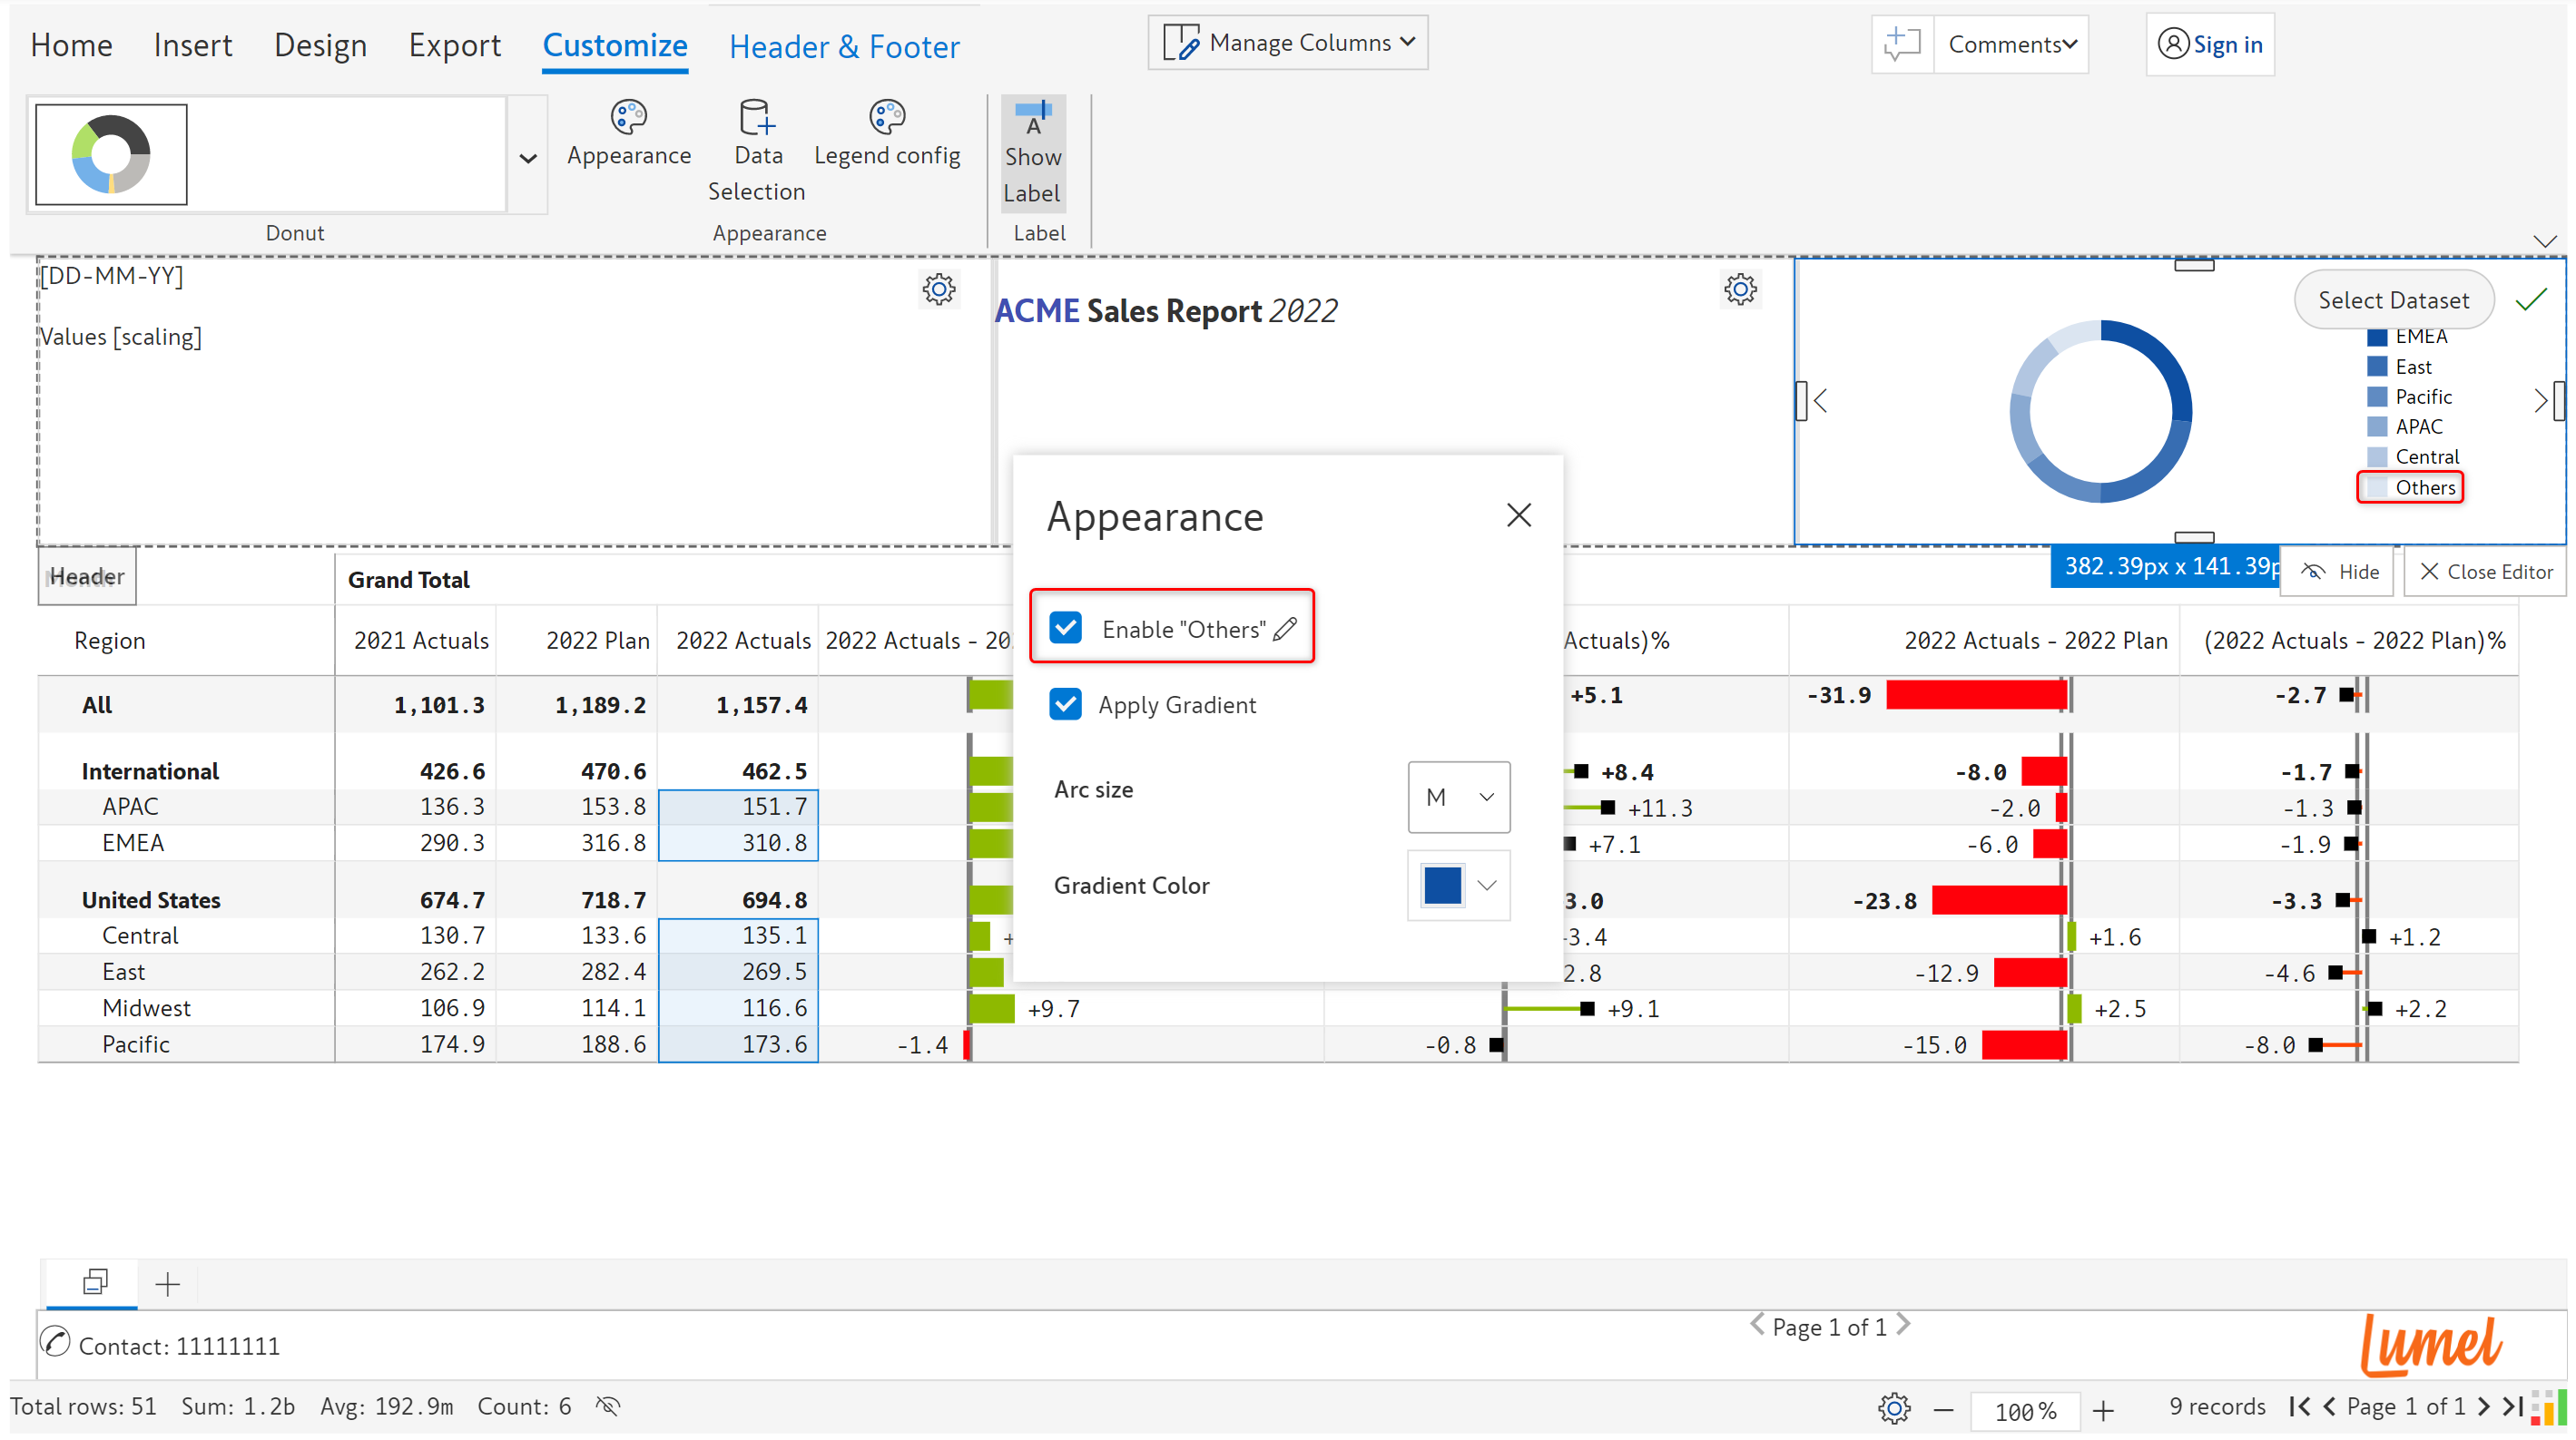 Home Insert Design Export Customize Header & Footer Manage Columns Comments Sign in
Appearance Data Selection Legend config Show Label
Donut Appearance Label
[DD-MM-YY]
Values [scaling]
ACME Sales Report 2022
Select Dataset
EMEA
East
Pacific
APAC
Central
Others
382.39px x 141.39p Hide Close Editor
Appearance
Enable "Others"
Apply Gradient
Arc size M
Gradient Color
Header Grand Total
Region 2021 Actuals 2022 Plan 2022 Actuals 2022 Actuals - 20 Actuals)% 2022 Actuals - 2022 Plan (2022 Actuals - 2022 Plan)%
All 1,101.3 1,189.2 1,157.4 +5.1 -31.9 -2.7
International 426.6 470.6 462.5 +8.4 -8.0 -1.7
APAC 136.3 153.8 151.7 +11.3 -2.0 -1.3
EMEA 290.3 316.8 310.8 +7.1 -6.0 -1.9
United States 674.7 718.7 694.8 3.0 -23.8 -3.3
Central 130.7 133.6 135.1 + 3.4 +1.6 +1.2
East 262.2 282.4 269.5 2.8 -12.9 -4.6
Midwest 106.9 114.1 116.6 +9.7 +9.1 +2.5 +2.2
Pacific 174.9 188.6 173.6 -1.4 -0.8 -15.0 -8.0
Contact: 11111111
Page 1 of 1
Lumel
Total rows: 51 Sum: 1.2b Avg: 192.9m Count: 6 100% 9 records Page 1 of 1